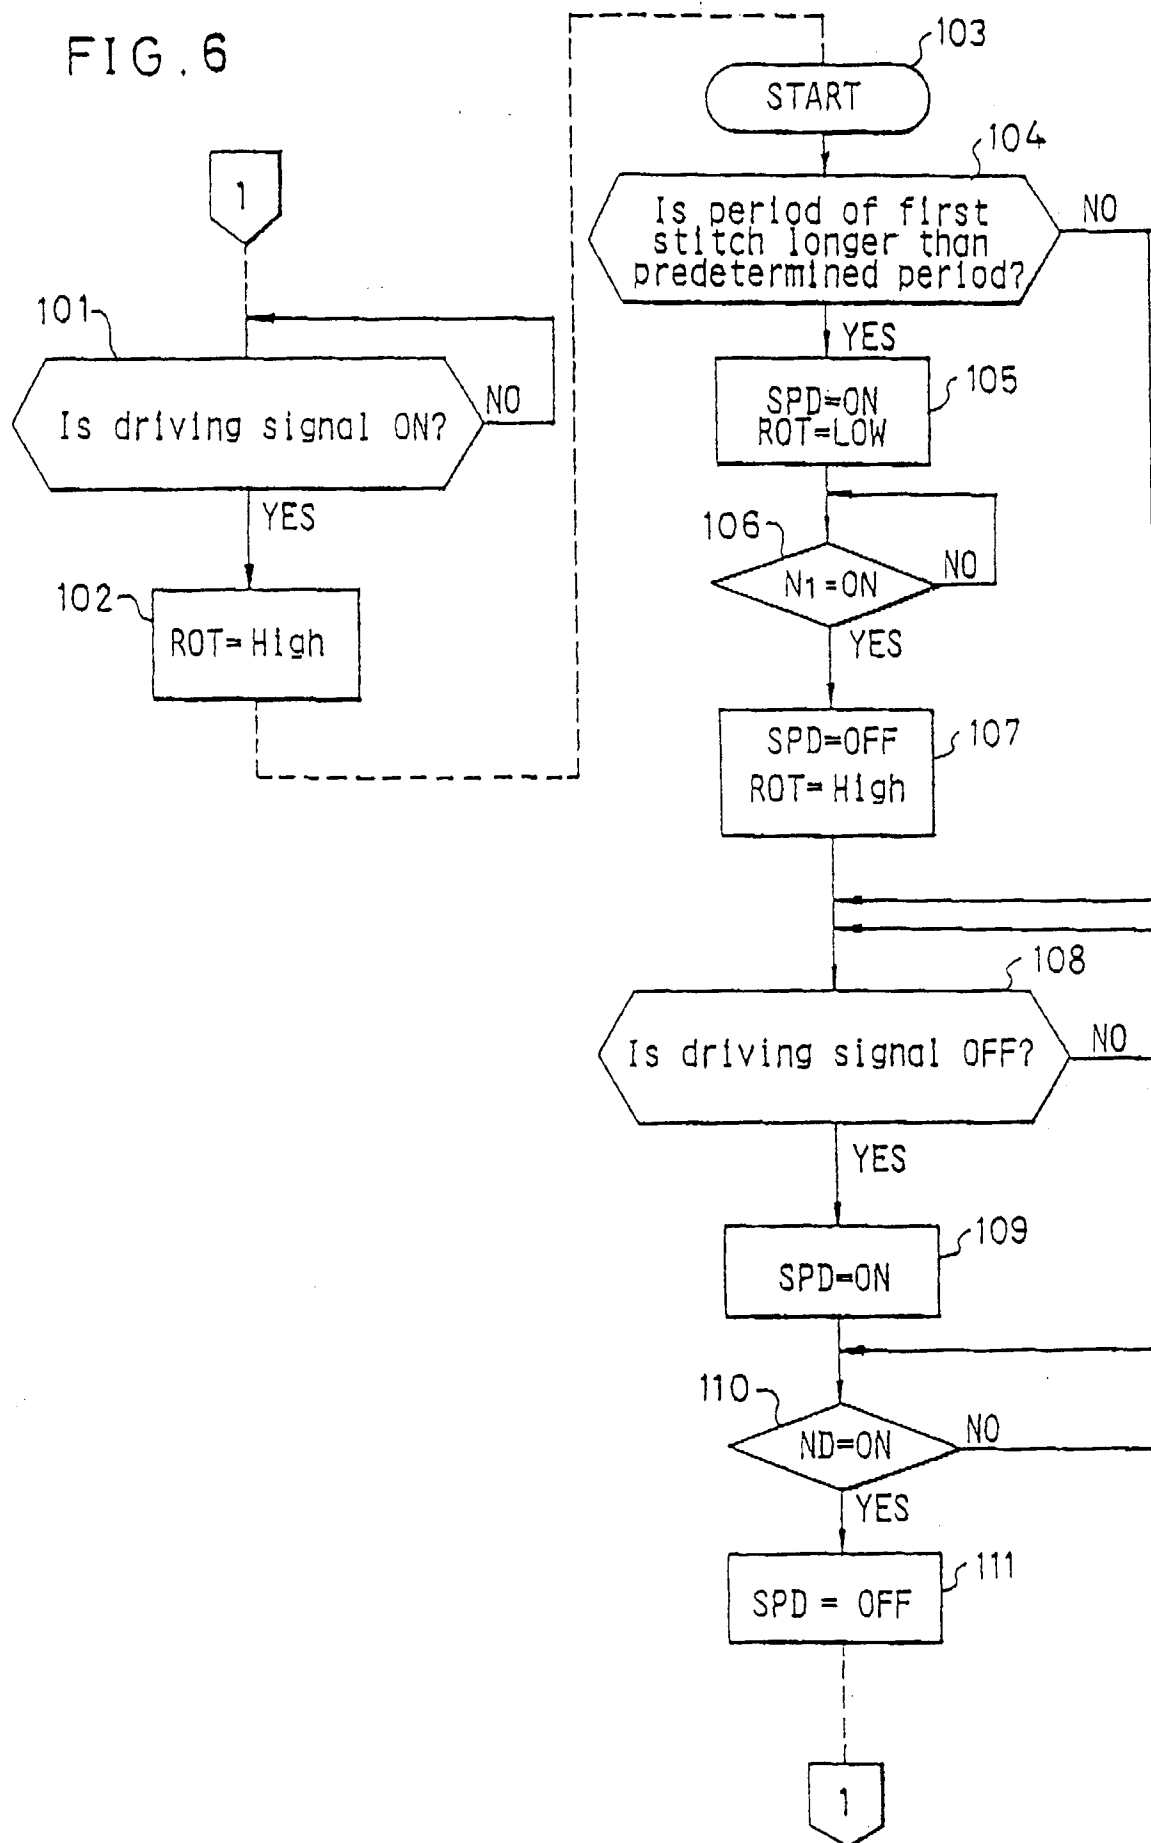 FIG.6
1
101
Is driving signal ON?
NO
YES
102
ROT=High
103
START
104
Is period of first
stitch longer than
predetermined period?
NO
YES
105
SPD=ON
ROT=LOW
106
N1=ON
NO
YES
107
SPD=OFF
ROT=High
108
Is driving signal OFF?
NO
YES
109
SPD=ON
110
ND=ON
NO
YES
111
SPD = OFF
1